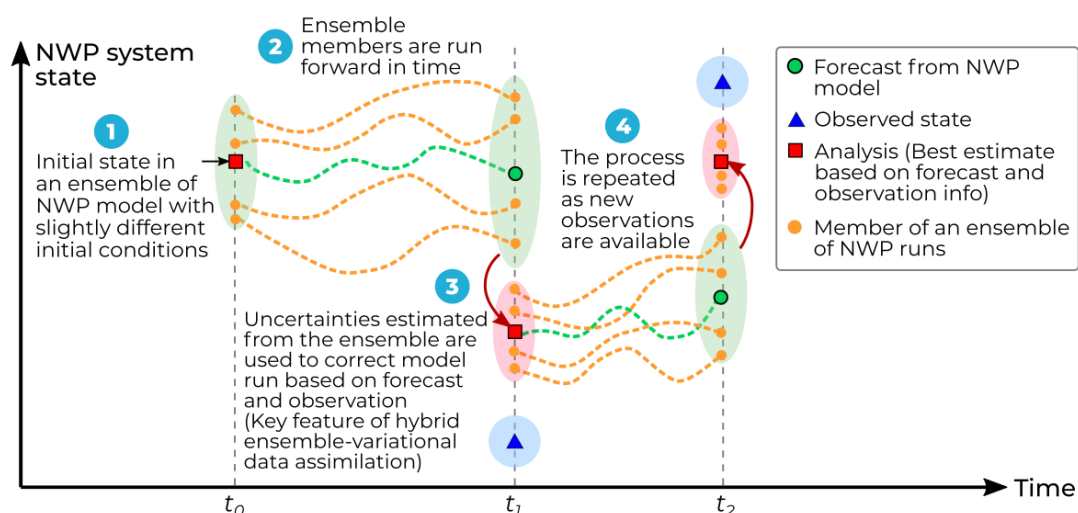 NWP system
state
1
Initial state in
an ensemble of
NWP model with
slightly different
initial conditions
2
Ensemble
members are run
forward in time
3
Uncertainties estimated
from the ensemble are
used to correct model
run based on forecast
and observation
(Key feature of hybrid
ensemble-variational
data assimilation)
4
The process
is repeated
as new
observations
are available
Forecast from NWP
model
Observed state
Analysis (Best estimate
based on forecast and
observation info)
Member of an ensemble
of NWP runs
t0
t1
t2
Time